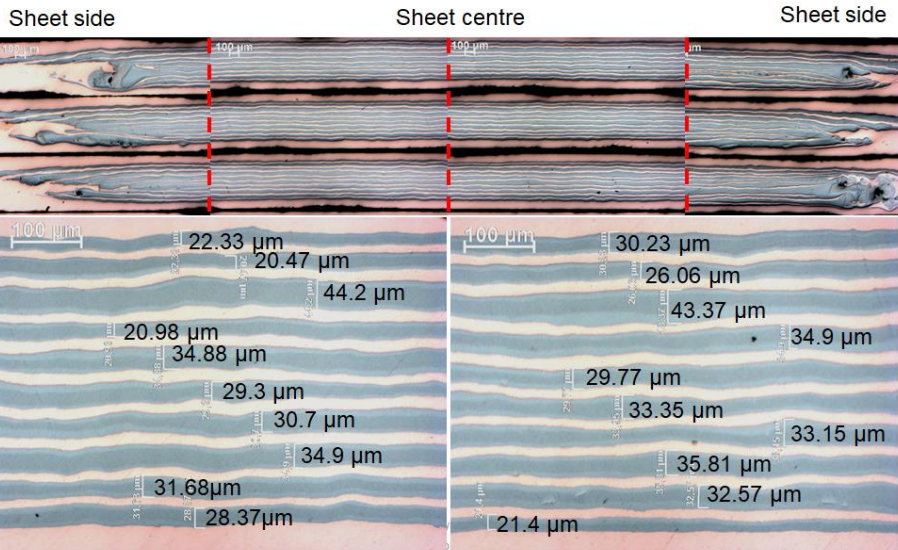 Sheet side
Sheet centre
Sheet side
100 µm
100 µm
100 µm
µm
100 µm
22.33 µm
20.47 µm
44.2 µm
20.98 µm
34.88 µm
29.3 µm
30.7 µm
34.9 µm
31.68µm
28.37µm
100 µm
30.23 µm
26.06 µm
43.37 µm
34.9 µm
29.77 µm
33.35 µm
33.15 µm
35.81 µm
32.57 µm
21.4 µm